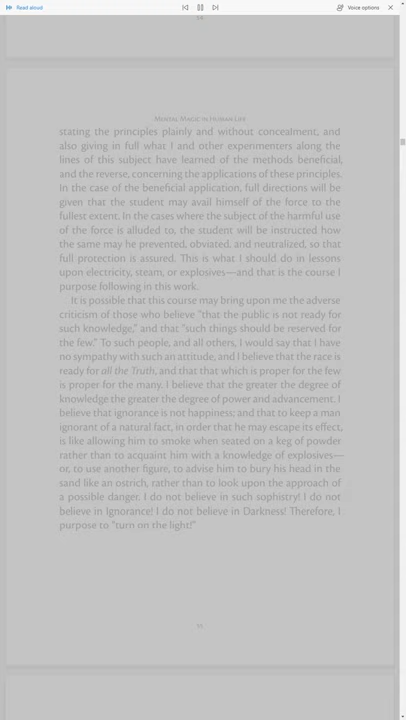 Read aloud
Voice options
54
Mental Magic in Human Life
stating the principles plainly and without concealment, and
also giving in full what I and other experimenters along the
lines of this subject have learned of the methods beneficial,
and the reverse, concerning the applications of these principles.
In the case of the beneficial application, full directions will be
given that the student may avail himself of the force to the
fullest extent. In the cases where the subject of the harmful use
of the force is alluded to, the student will be instructed how
the same may he prevented, obviated, and neutralized, so that
full protection is assured. This is what I should do in lessons
upon electricity, steam, or explosives—and that is the course I
purpose following in this work.
It is possible that this course may bring upon me the adverse
criticism of those who believe "that the public is not ready for
such knowledge," and that "such things should be reserved for
the few." To such people, and all others, I would say that I have
no sympathy with such an attitude, and I believe that the race is
ready for all the Truth, and that that which is proper for the few
is proper for the many. I believe that the greater the degree of
knowledge the greater the degree of power and advancement. I
believe that ignorance is not happiness; and that to keep a man
ignorant of a natural fact, in order that he may escape its effect,
is like allowing him to smoke when seated on a keg of powder
rather than to acquaint him with a knowledge of explosives—
or, to use another figure, to advise him to bury his head in the
sand like an ostrich, rather than to look upon the approach of
a possible danger. I do not believe in such sophistry! I do not
believe in Ignorance! I do not believe in Darkness! Therefore, I
purpose to "turn on the light!"
55